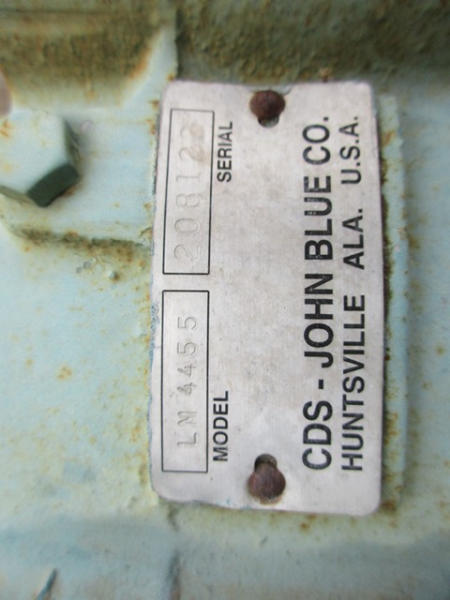 LM 4455
MODEL SERIAL
CDS - JOHN BLUE CO.
HUNTSVILLE ALA. U.S.A.